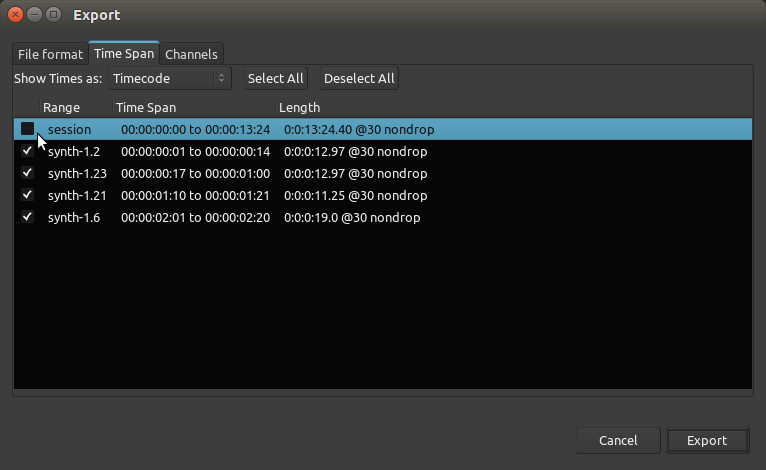 Export
File format Time Span Channels
Show Times as: Timecode Select All Deselect All
Range Time Span Length
session 00:00:00:00 to 00:00:13:24 0:0:13:24.40 @30 nondrop
synth-1.2 00:00:00:01 to 00:00:00:14 0:0:0:12.97 @30 nondrop
synth-1.23 00:00:00:17 to 00:00:01:00 0:0:0:12.97 @30 nondrop
synth-1.21 00:00:01:10 to 00:00:01:21 0:0:0:11.25 @30 nondrop
synth-1.6 00:00:02:01 to 00:00:02:20 0:0:0:19.0 @30 nondrop
Cancel Export